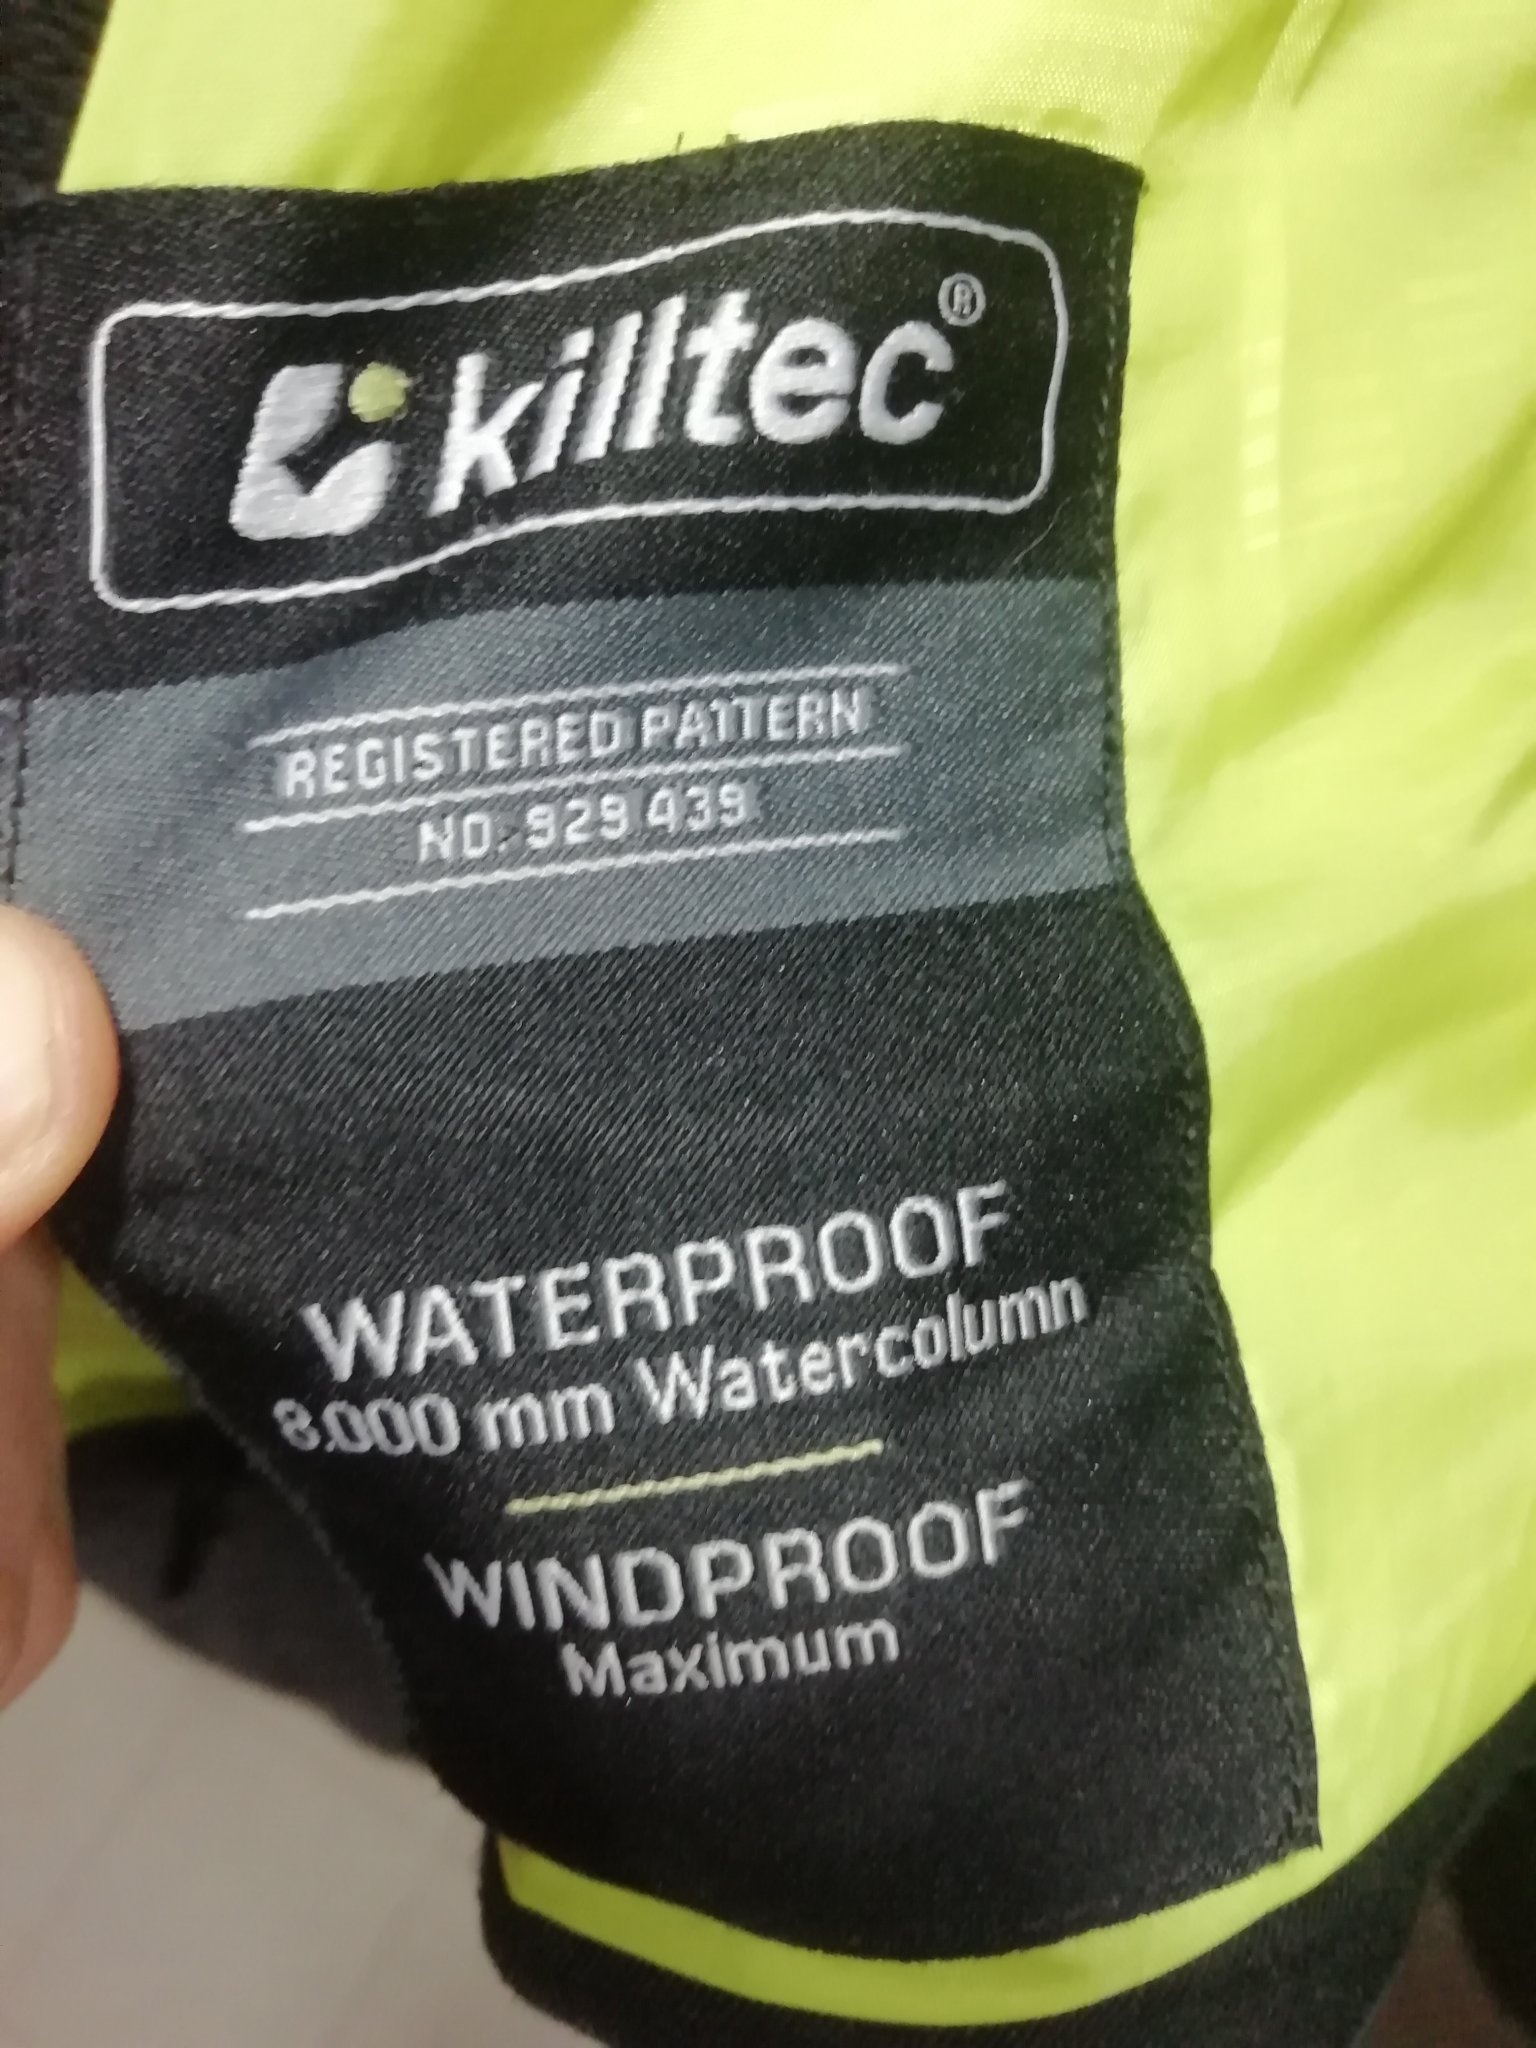 killtec®
REGISTERED PATTERN
NO. 929 439
WATERPROOF
8.000 mm Watercolumn
WINDPROOF
Maximum